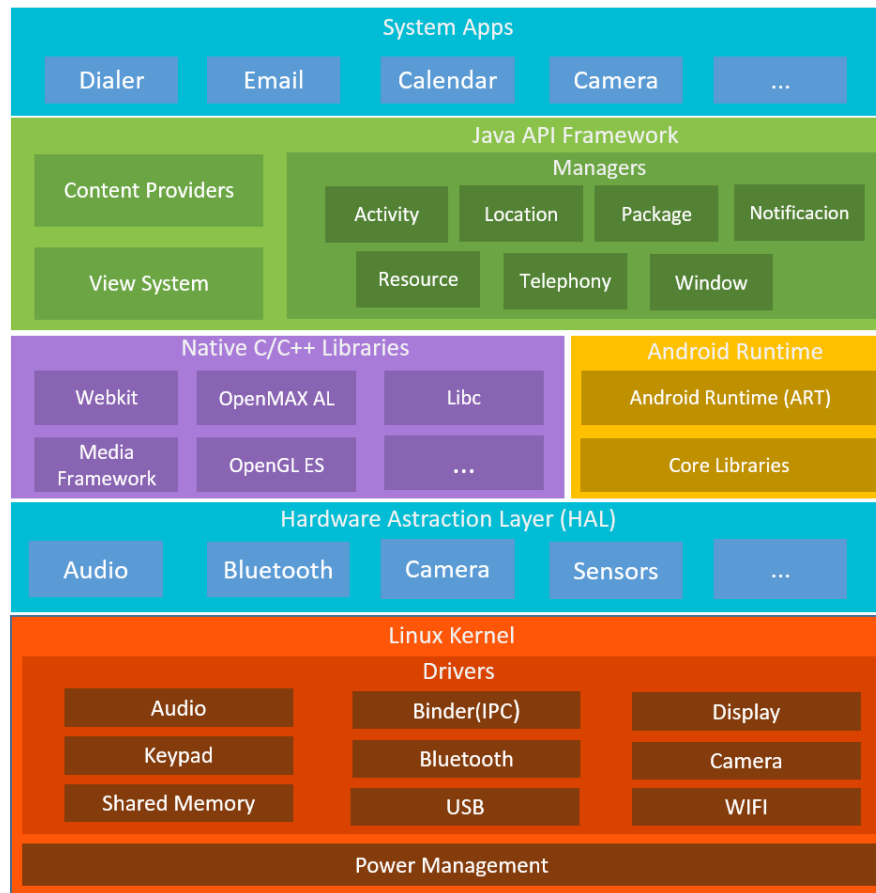 System Apps
Dialer
Email
Calendar
Camera
...
Java API Framework
Content Providers
View System
Managers
Activity
Location
Package
Notificacion
Resource
Telephony
Window
Native C/C++ Libraries
Webkit
OpenMAX AL
Libc
Media
Framework
OpenGL ES
...
Android Runtime
Android Runtime (ART)
Core Libraries
Hardware Astraction Layer (HAL)
Audio
Bluetooth
Camera
Sensors
...
Linux Kernel
Drivers
Audio
Binder(IPC)
Display
Keypad
Bluetooth
Camera
Shared Memory
USB
WIFI
Power Management